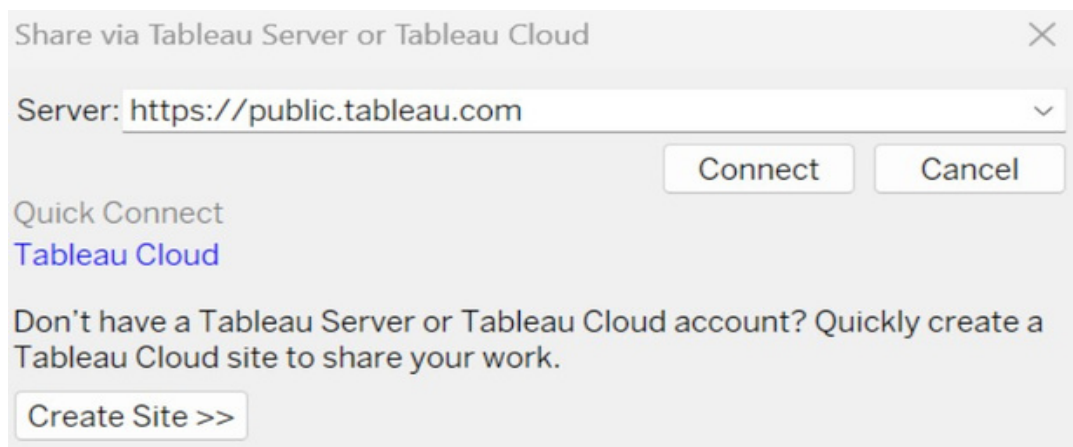 Share via Tableau Server or Tableau Cloud
Server: https://public.tableau.com
Connect Cancel
Quick Connect
Tableau Cloud
Don't have a Tableau Server or Tableau Cloud account? Quickly create a
Tableau Cloud site to share your work.
Create Site >>